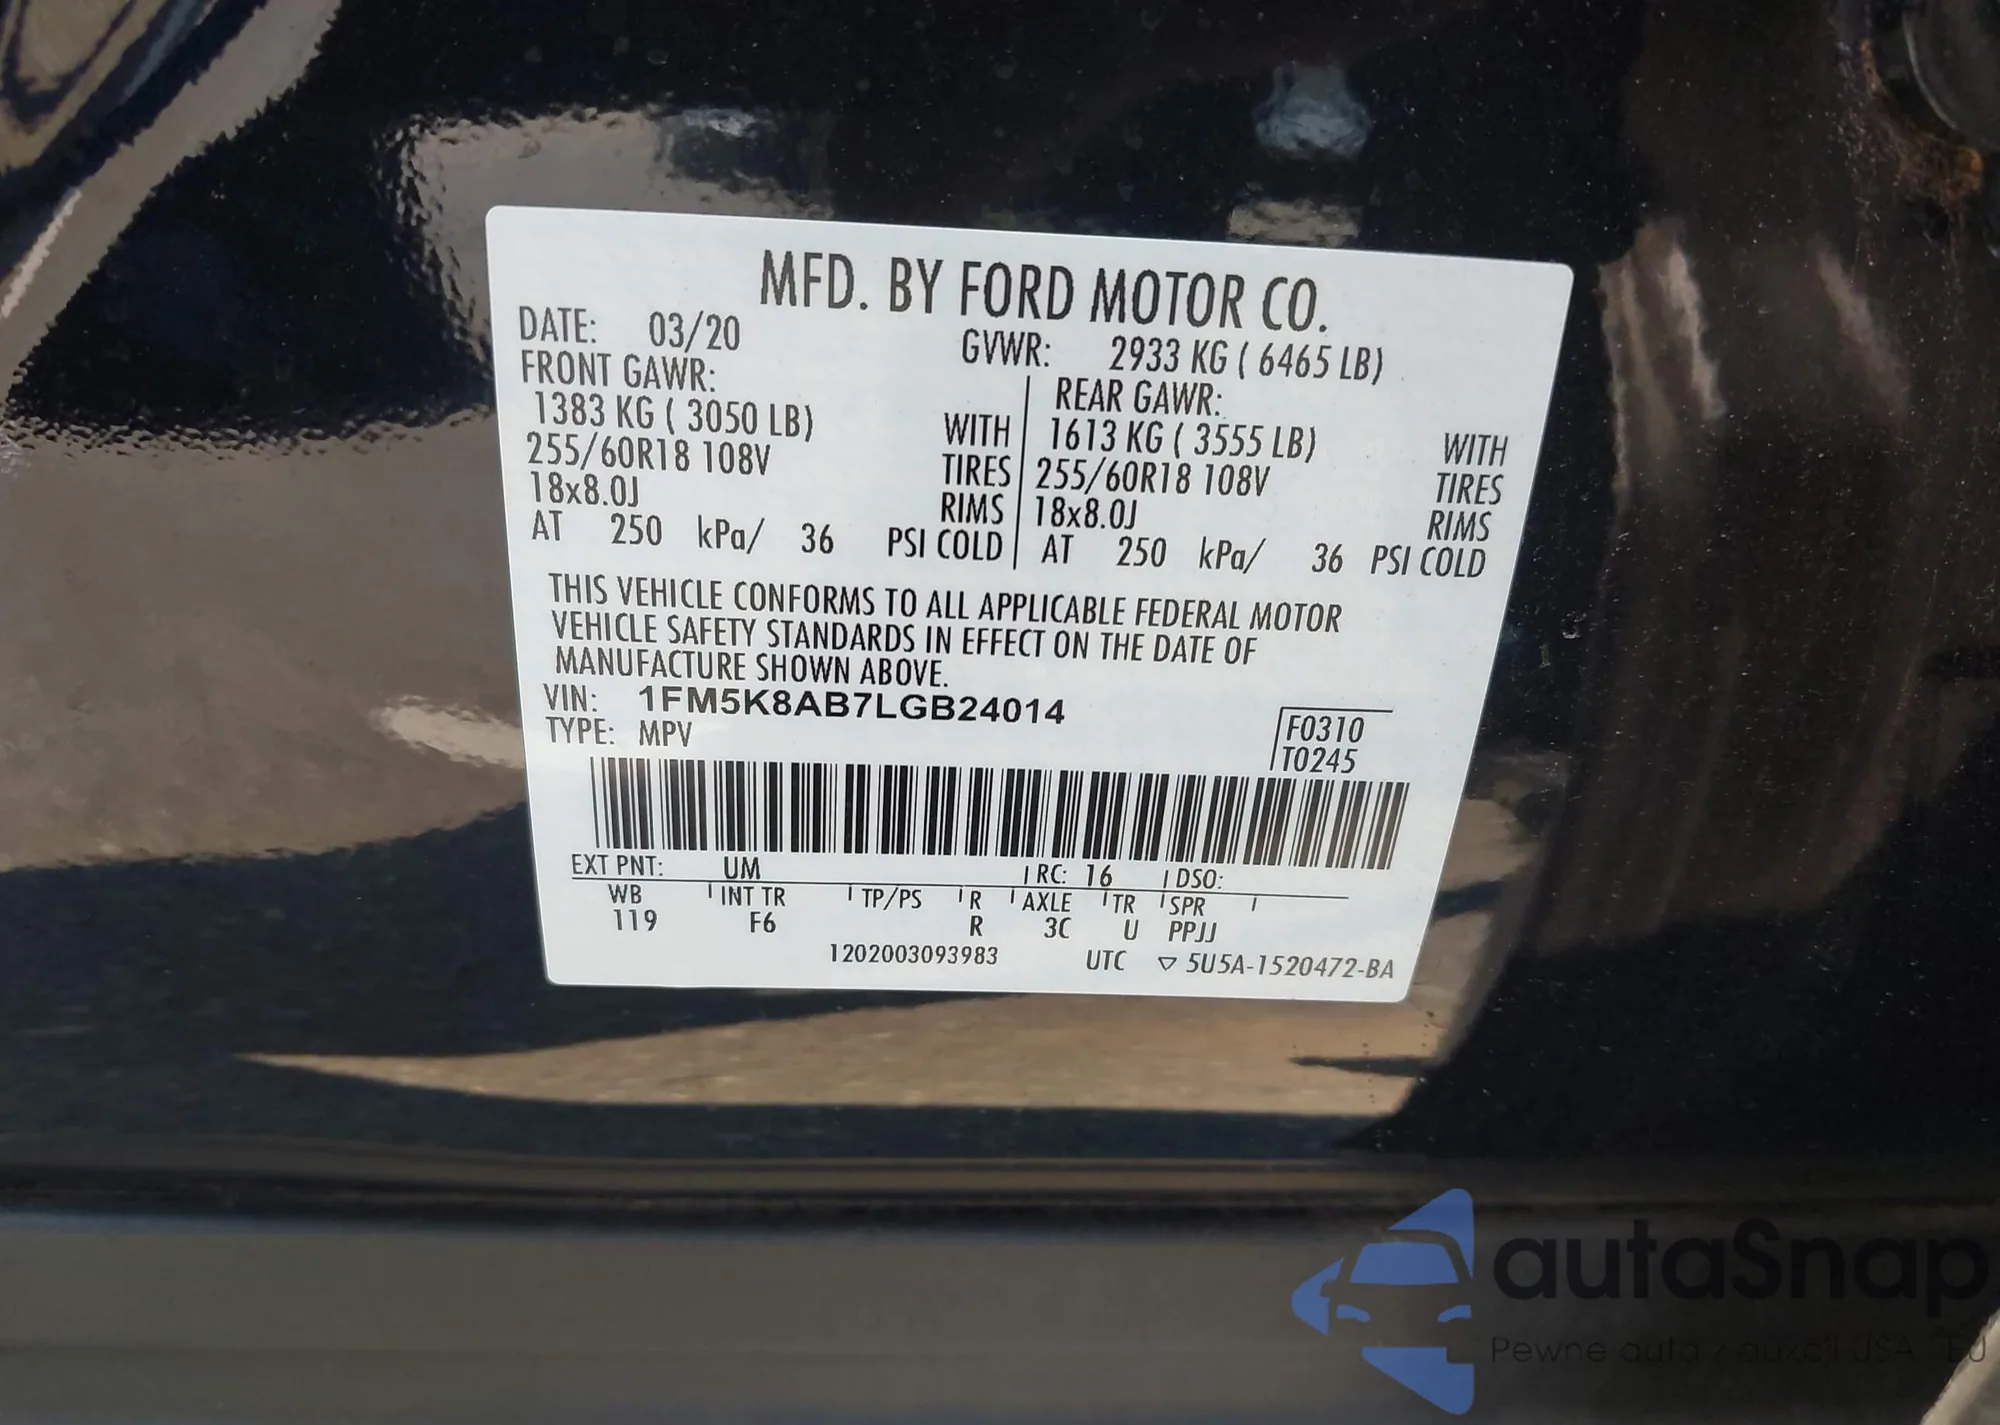 MFD. BY FORD MOTOR CO.
DATE: 03/20 GVWR: 2933 KG ( 6465 LB)
FRONT GAWR: REAR GAWR:
1383 KG ( 3050 LB) WITH 1613 KG ( 3555 LB) WITH
255/60R18 108V TIRES 255/60R18 108V TIRES
18x8.0J RIMS 18x8.0J RIMS
AT 250 kPa/ 36 PSI COLD AT 250 kPa/ 36 PSI COLD
THIS VEHICLE CONFORMS TO ALL APPLICABLE FEDERAL MOTOR
VEHICLE SAFETY STANDARDS IN EFFECT ON THE DATE OF
MANUFACTURE SHOWN ABOVE.
VIN: 1FM5K8AB7LGB24014
TYPE: MPV
F0310
T0245
EXT PNT: UM RC: 16 DSO:
WB INT TR TP/PS R AXLE TR SPR
119 F6 R 3C U PPJJ
1202003093983 UTC ▽ 5U5A-1520472-BA
autaSnap
Pewne auta z aukcji USA i EU